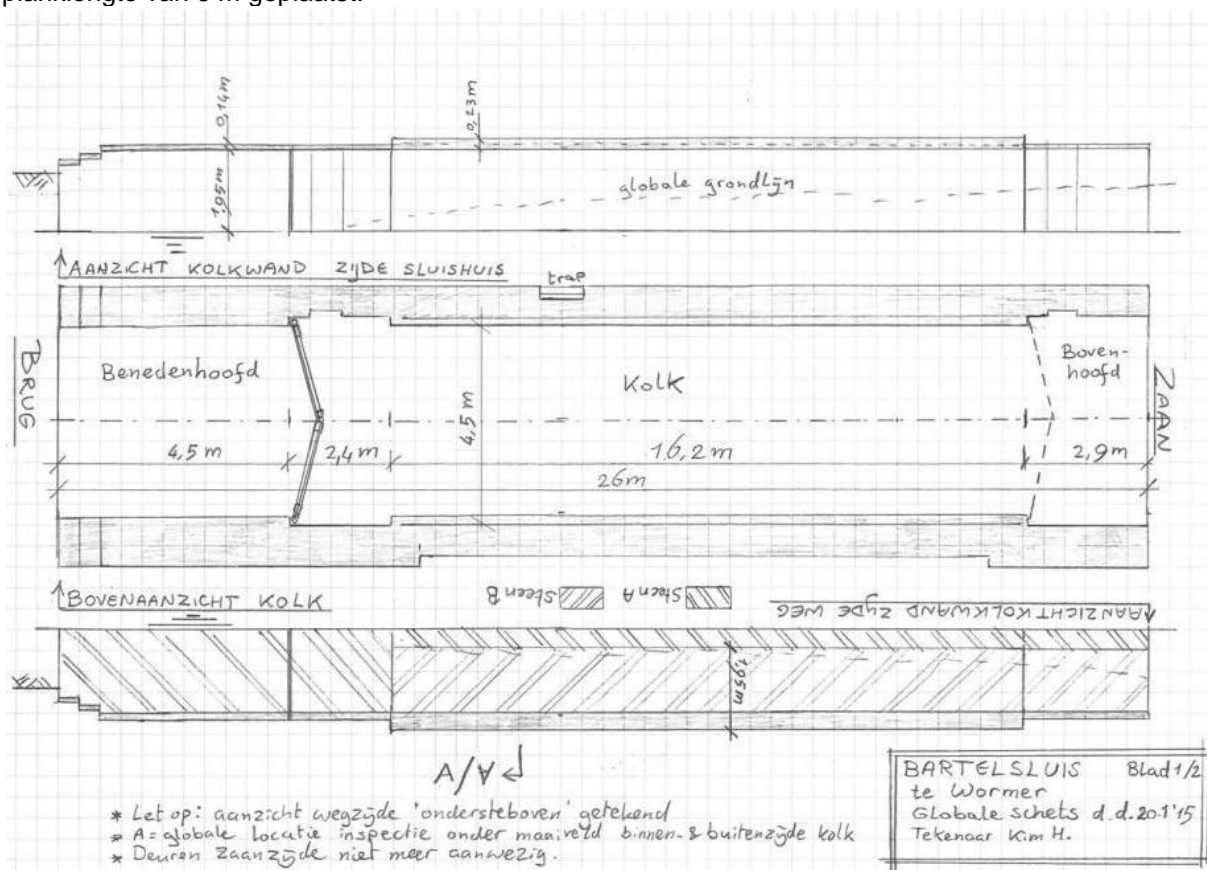 planklengte van 6 m geplaatst.
0,14m
0,23m
1,95m
globale grondlijn
AANZICHT KOLKWAND ZIJDE SLUISHUIS
trap
BRUG
Benedenhoofd
Kolk
Boven-
hoofd
ZAAN
4,5 m
4,5 m
2,4 m
16,2 m
2,9 m
26m
BOVENAANZICHT KOLK
Steen B
Steen A
AANZICHT KOLKWAND ZIJDE WEG
1,95m
A/A
* Let op: aanzicht wegzijde 'ondersteboven' getekend
* A = globale locatie inspectie onder maaiveld binnen- & buitenzijde kolk
* Deuren Zaanzijde niet meer aanwezig.
BARTELSLUIS Blad 1/2
te Wormer
Globale schets d.d. 20-1-'15
Tekenaar Kim H.